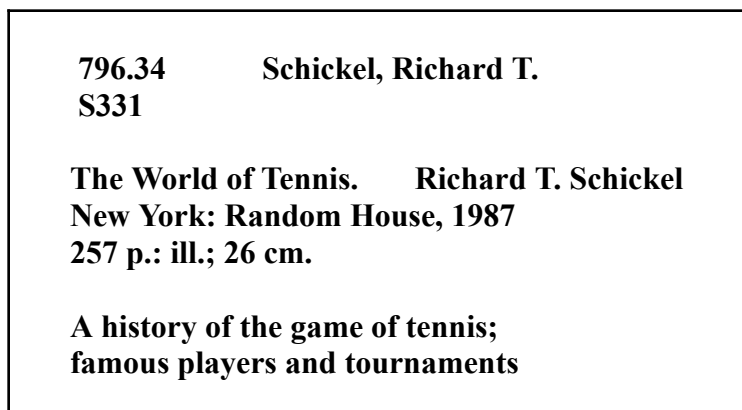 796.34 Schickel, Richard T.
S331
The World of Tennis. Richard T. Schickel
New York: Random House, 1987
257 p.: ill.; 26 cm.
A history of the game of tennis;
famous players and tournaments